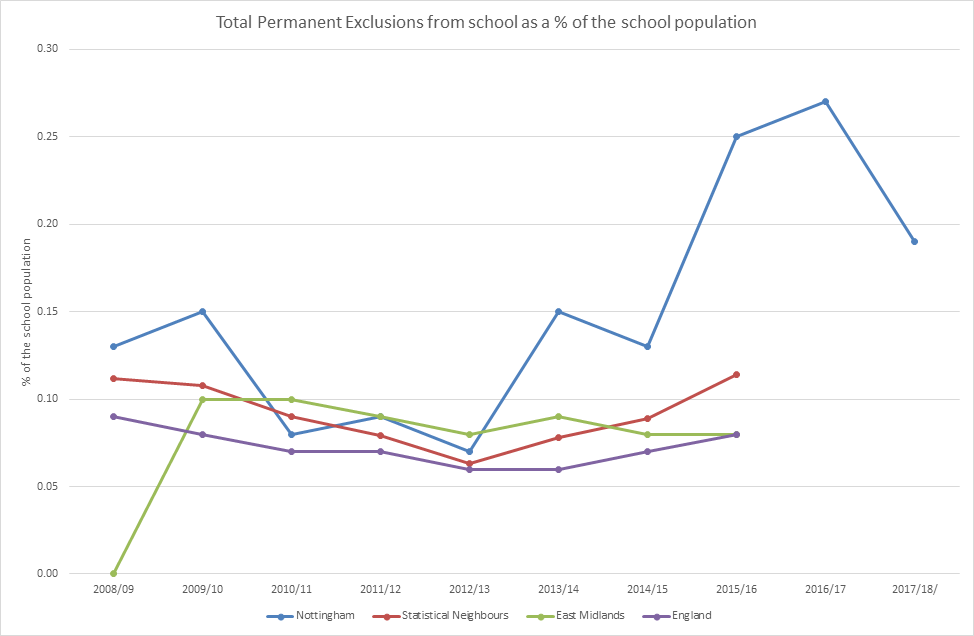 Total Permanent Exclusions from school as a % of the school population
0.30
0.25
0.20
0.15
0.10
0.05
0.00
% of the school population
2008/09 2009/10 2010/11 2011/12 2012/13 2013/14 2014/15 2015/16 2016/17 2017/18/
Nottingham Statistical Neighbours East Midlands England